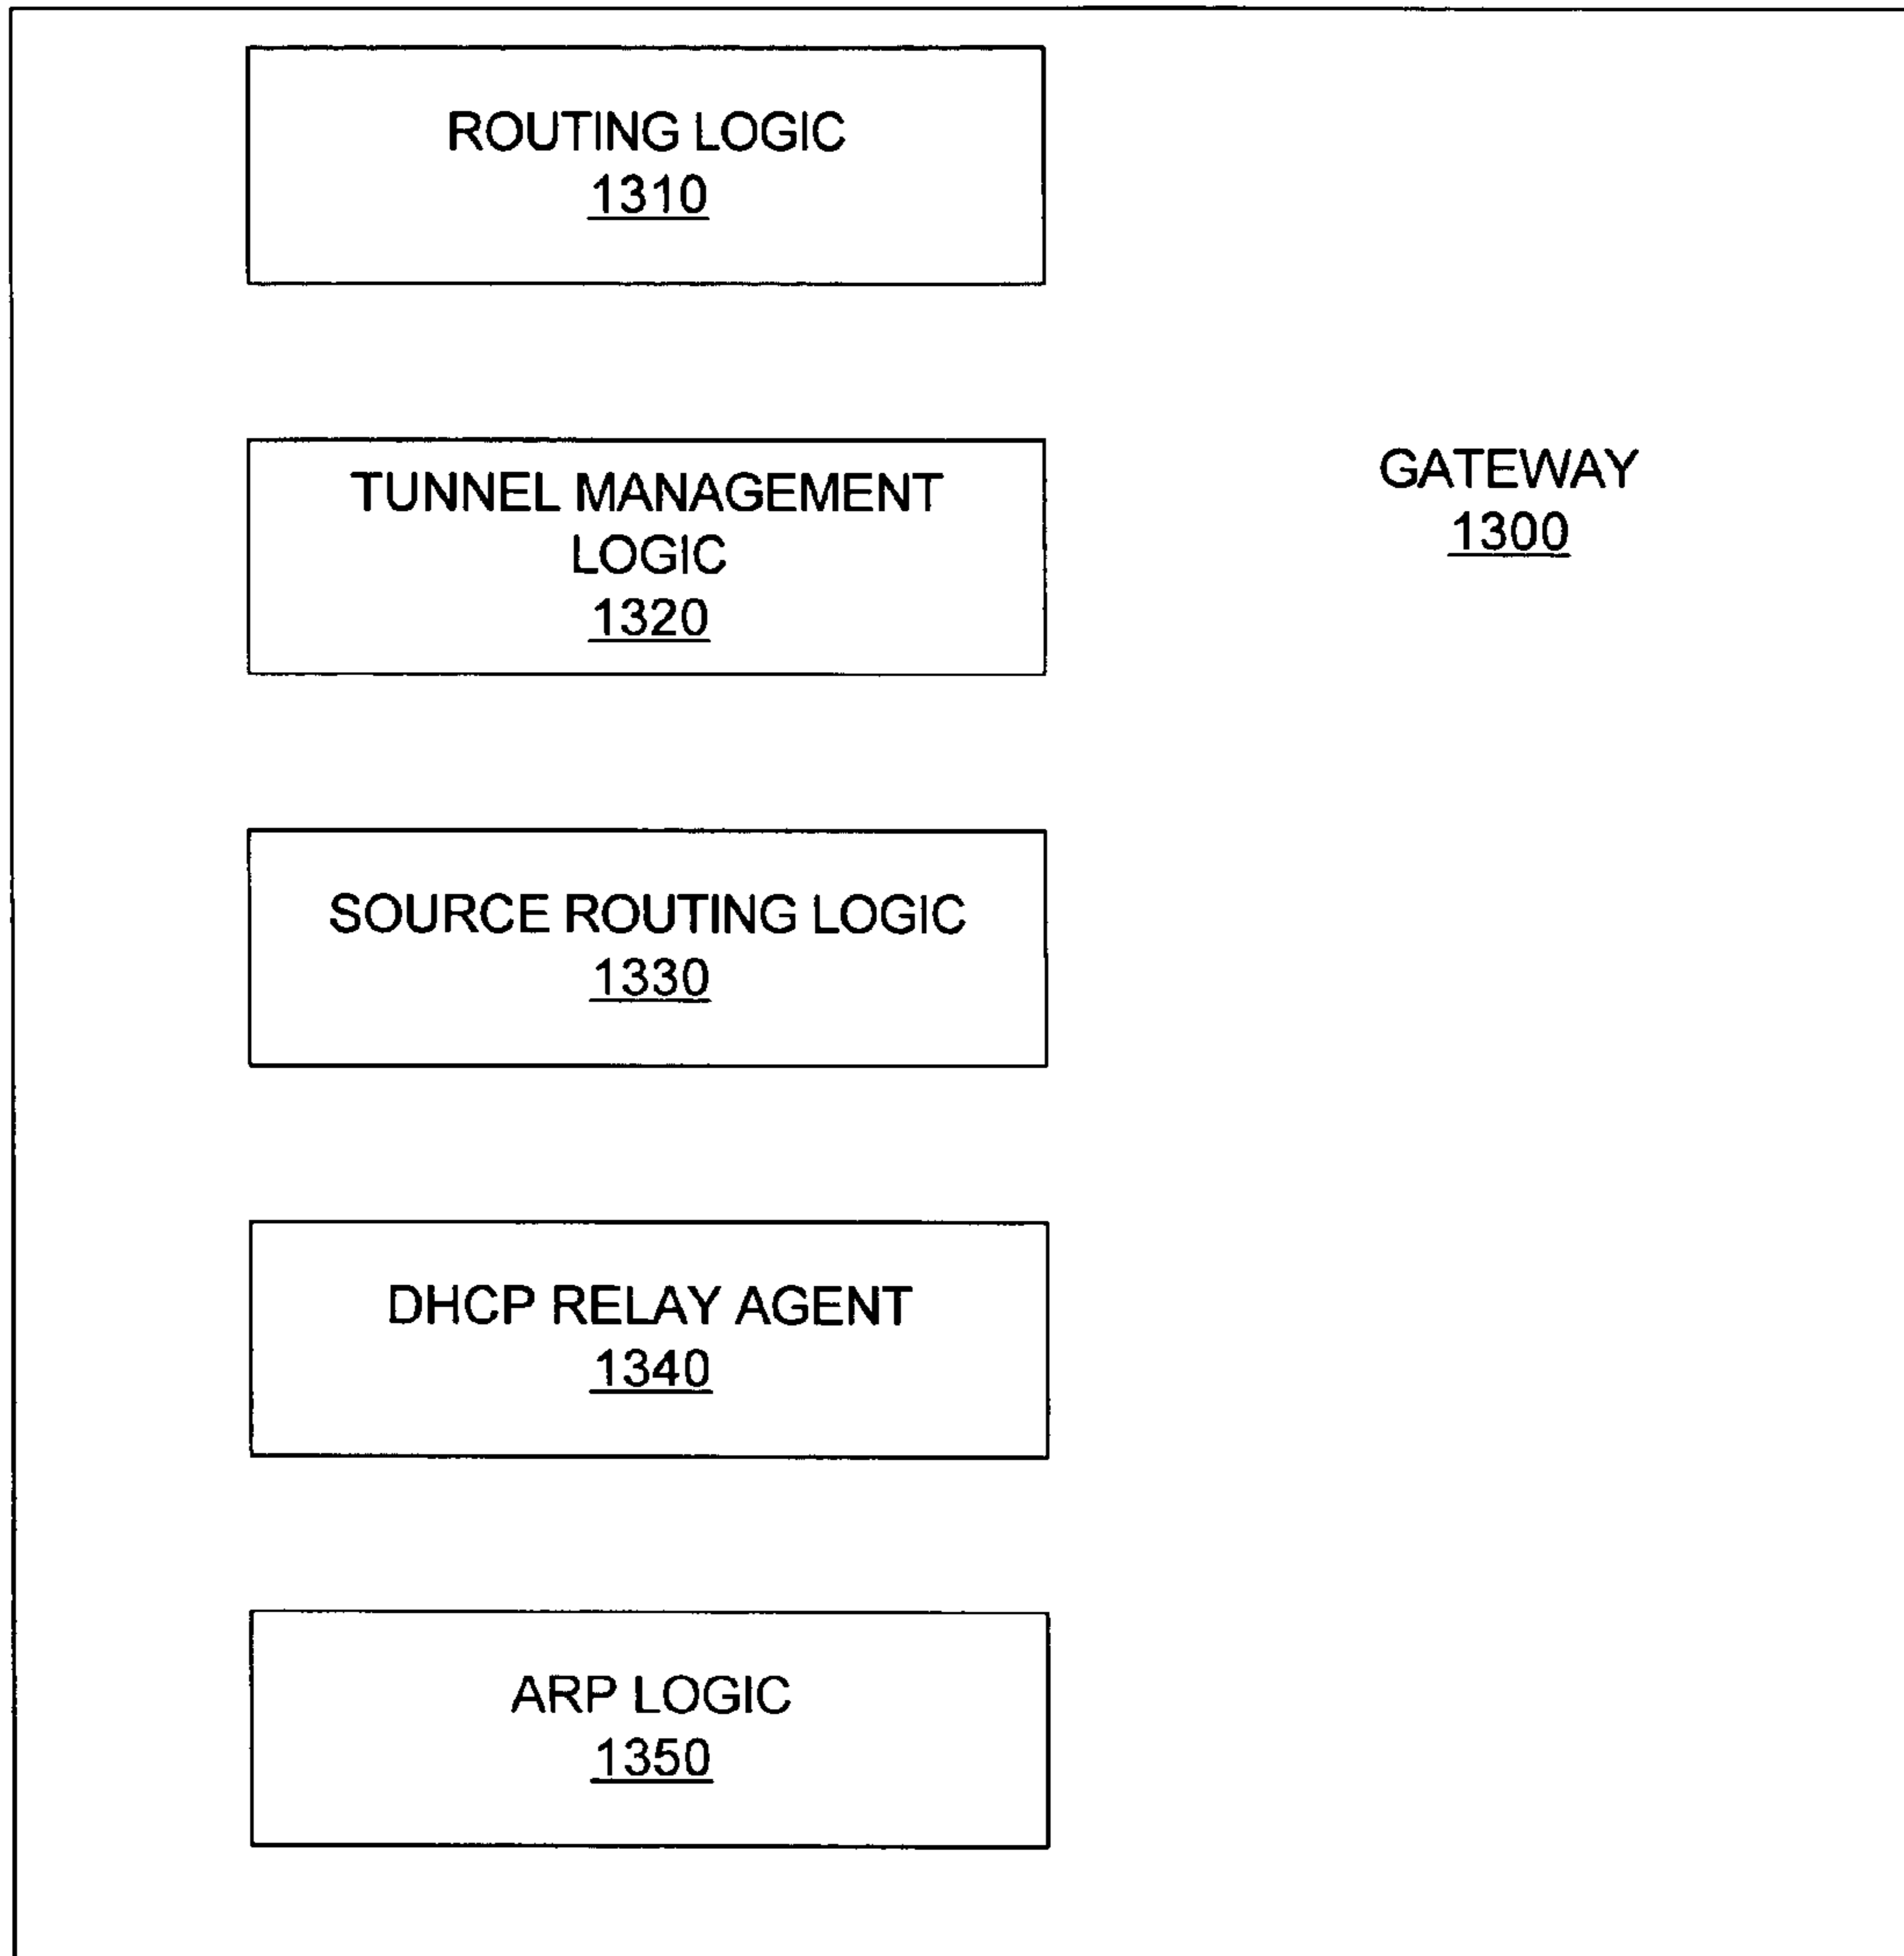 ROUTING LOGIC
1310
TUNNEL MANAGEMENT
LOGIC
1320
GATEWAY
1300
SOURCE ROUTING LOGIC
1330
DHCP RELAY AGENT
1340
ARP LOGIC
1350